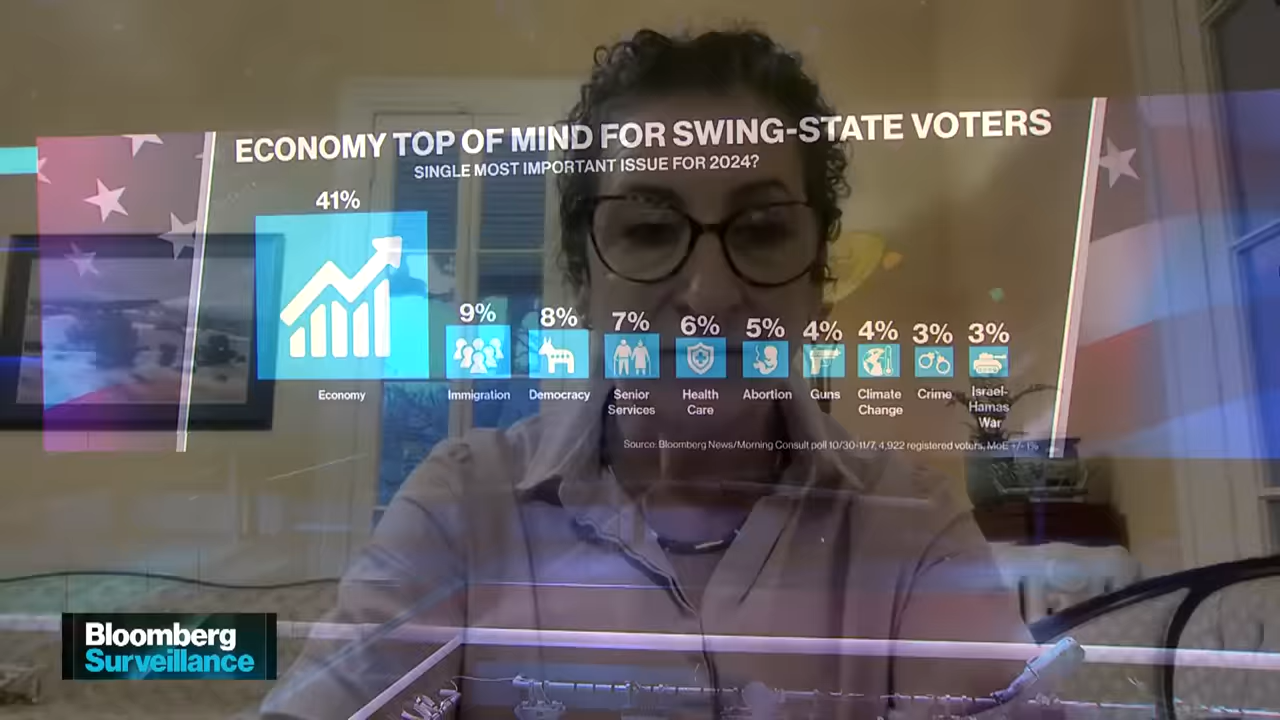 ECONOMY TOP OF MIND FOR SWING-STATE VOTERS
SINGLE MOST IMPORTANT ISSUE FOR 2024?
41%
9%
8%
7%
6%
5%
4%
4%
3%
3%
Economy
Immigration
Democracy
Senior
Services
Health
Care
Abortion
Guns
Climate
Change
Crime
Israel-
Hamas
War
Source: Bloomberg News/Morning Consult poll 10/30-11/7, 4,922 registered voters, MoE +/- 1%
Bloomberg
Surveillance